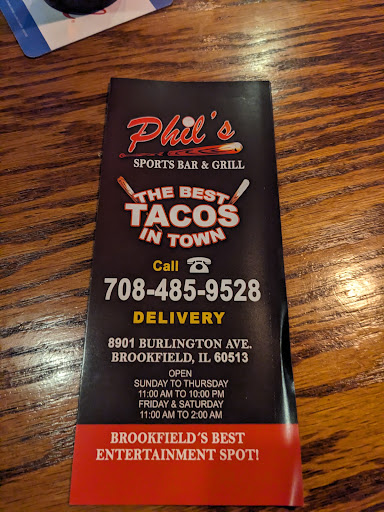 Phil's
SPORTS BAR & GRILL
THE BEST
TACOS
IN TOWN
Call
708-485-9528
DELIVERY
8901 BURLINGTON AVE.
BROOKFIELD, IL 60513
OPEN
SUNDAY TO THURSDAY
11:00 AM TO 10:00 PM
FRIDAY & SATURDAY
11:00 AM TO 2:00 AM
BROOKFIELD´S BEST
ENTERTAINMENT SPOT!